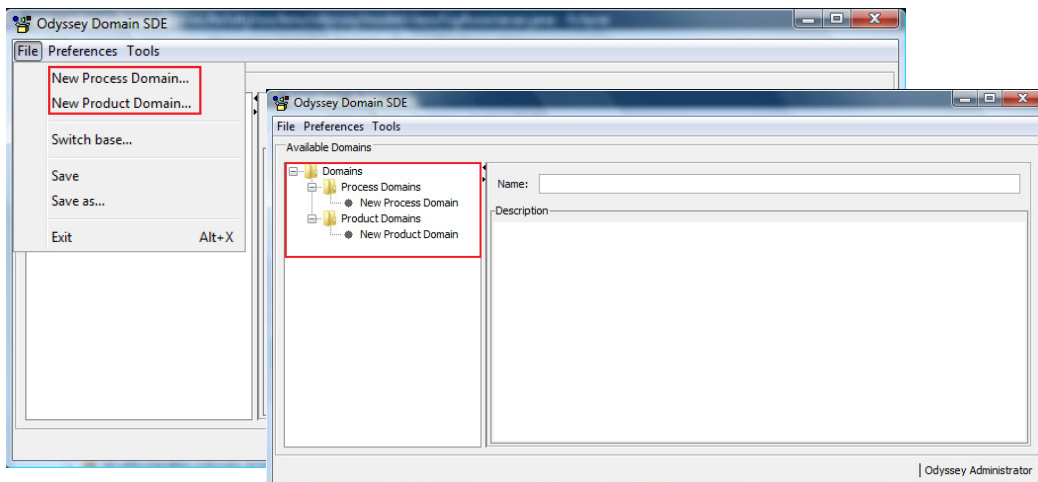 Odyssey Domain SDE
File Preferences Tools
New Process Domain...
New Product Domain...
Switch base...
Save
Save as...
Exit Alt+X
Odyssey Domain SDE
File Preferences Tools
Available Domains
Domains
Process Domains
New Process Domain
Product Domains
New Product Domain
Name:
Description
Odyssey Administrator